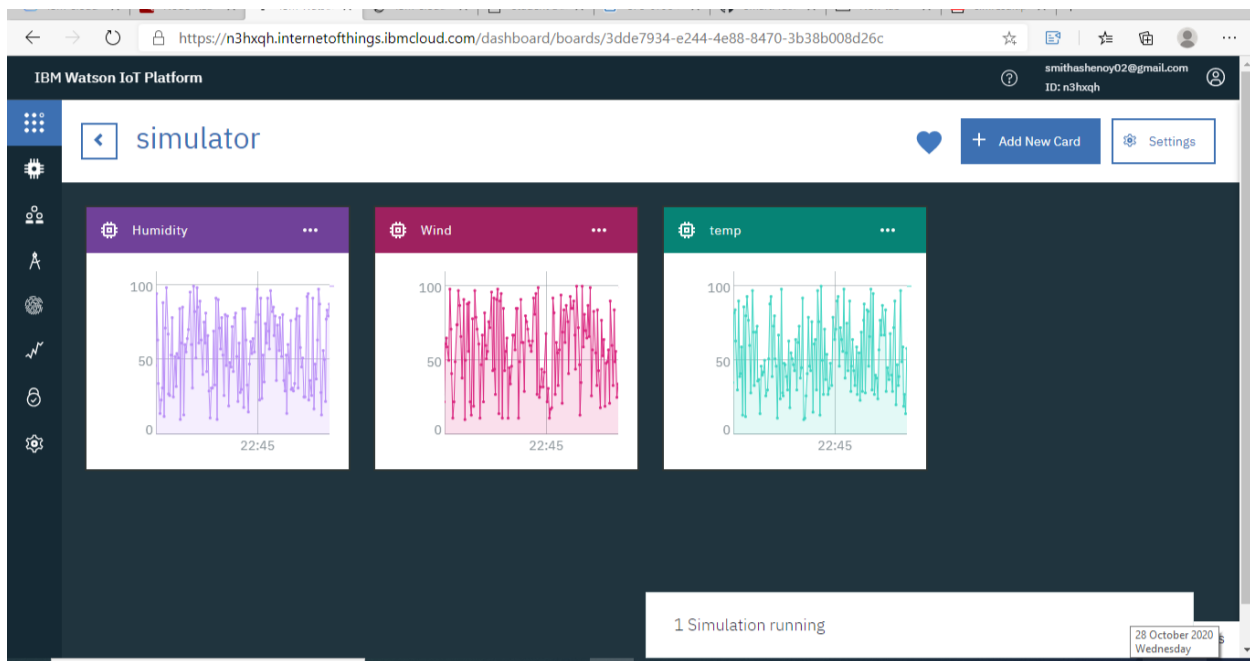 https://n3hxqh.internetofthings.ibmcloud.com/dashboard/boards/3dde7934-e244-4e88-8470-3b38b008d26c
IBM Watson IoT Platform
smithashenoy02@gmail.com
ID: n3hxqh
simulator
+ Add New Card
Settings
Humidity
Wind
temp
100
50
0
22:45
100
50
0
22:45
100
50
0
22:45
1 Simulation running
28 October 2020
Wednesday